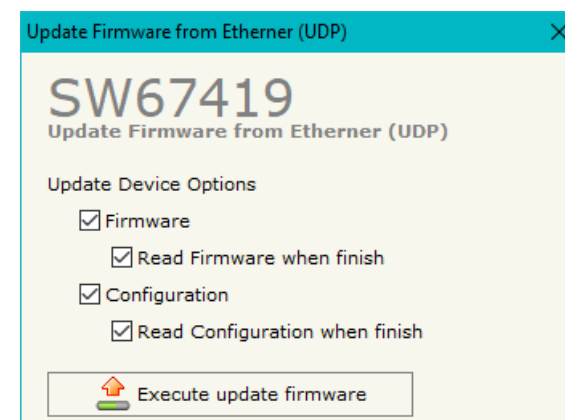 Update Firmware from Etherner (UDP)
SW67419
Update Firmware from Etherner (UDP)
Update Device Options
Firmware
Read Firmware when finish
Configuration
Read Configuration when finish
Execute update firmware